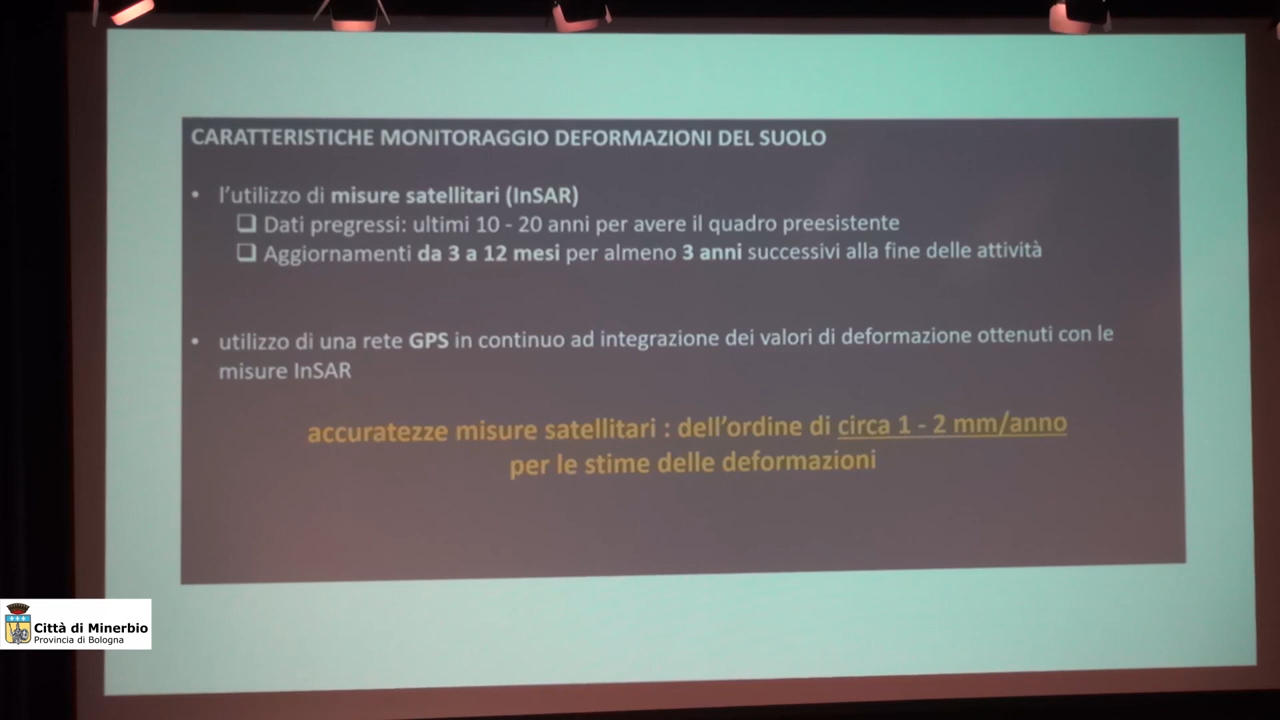 CARATTERISTICHE MONITORAGGIO DEFORMAZIONI DEL SUOLO
• l'utilizzo di misure satellitari (InSAR)
❑ Dati pregressi: ultimi 10 - 20 anni per avere il quadro preesistente
❑ Aggiornamenti da 3 a 12 mesi per almeno 3 anni successivi alla fine delle attività
• utilizzo di una rete GPS in continuo ad integrazione dei valori di deformazione ottenuti con le
misure InSAR
accuratezze misure satellitari : dell'ordine di circa 1 - 2 mm/anno
per le stime delle deformazioni
Città di Minerbio
Provincia di Bologna